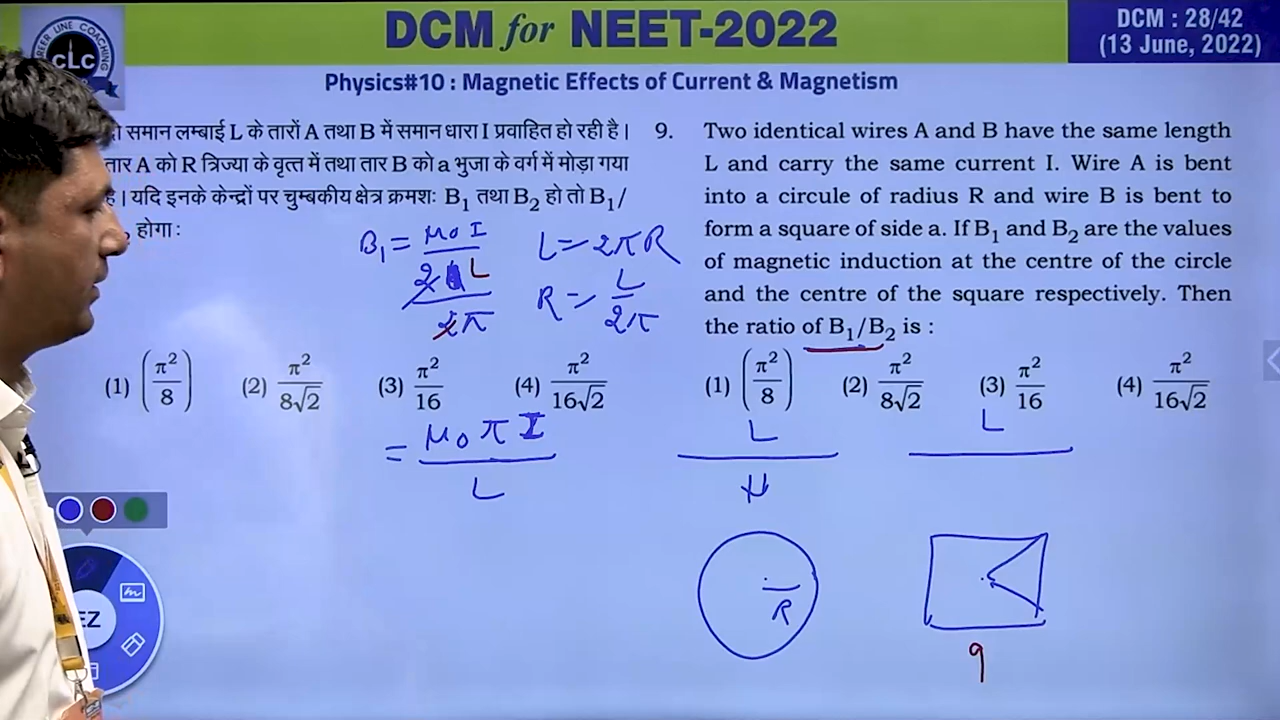 DCM for NEET-2022
DCM : 28/42
(13 June, 2022)
CLC
Physics#10 : Magnetic Effects of Current & Magnetism
समान लम्बाई L के तारों A तथा B में समान धारा I प्रवाहित हो रही है।
तार A को R त्रिज्या के वृत्त में तथा तार B को a भुजा के वर्ग में मोड़ा गया
है। यदि इनके केन्द्रों पर चुम्बकीय क्षेत्र क्रमशः B₁ तथा B₂ हो तो B₁/
होगा :
(1) (π²/8) (2) π²/8√2 (3) π²/16 (4) π²/16√2
9. Two identical wires A and B have the same length
L and carry the same current I. Wire A is bent
into a circule of radius R and wire B is bent to
form a square of side a. If B₁ and B₂ are the values
of magnetic induction at the centre of the circle
and the centre of the square respectively. Then
the ratio of B₁/B₂ is :
(1) (π²/8) (2) π²/8√2 (3) π²/16 (4) π²/16√2
B₁ = μ₀ I
2 L
2π
L = 2πR
R = L/2π
= μ₀ π I
L
L
L
R
EZ